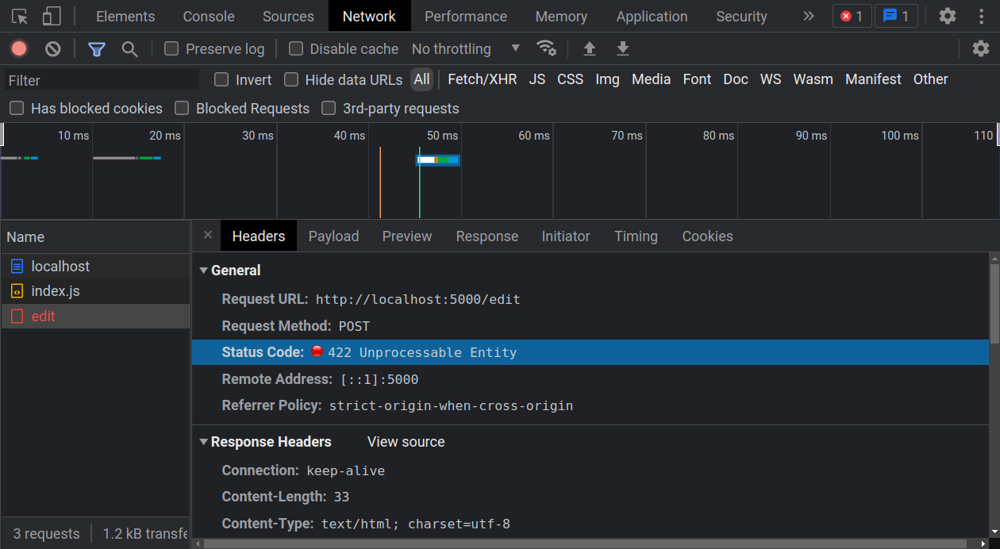 Elements Console Sources Network Performance Memory Application Security » 1 1
Preserve log Disable cache No throttling
Filter Invert Hide data URLs All Fetch/XHR JS CSS Img Media Font Doc WS Wasm Manifest Other
Has blocked cookies Blocked Requests 3rd-party requests
10 ms 20 ms 30 ms 40 ms 50 ms 60 ms 70 ms 80 ms 90 ms 100 ms 110
Name
localhost
index.js
edit
3 requests 1.2 kB transfe
× Headers Payload Preview Response Initiator Timing Cookies
General
Request URL: http://localhost:5000/edit
Request Method: POST
Status Code: 422 Unprocessable Entity
Remote Address: [::1]:5000
Referrer Policy: strict-origin-when-cross-origin
Response Headers View source
Connection: keep-alive
Content-Length: 33
Content-Type: text/html; charset=utf-8